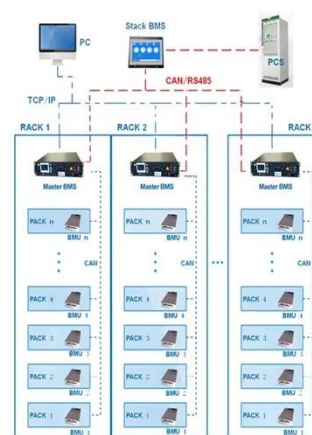 PC
Stack BMS
PCS
CAN/RS485
TCP/IP
RACK 1
RACK 2
RACK
Master BMS
Master BMS
Master BMS
PACK n
BMU n
PACK n
BMU n
PACK n
BMU n
CAN
CAN
CAN
PACK 4
BMU 4
PACK 4
BMU 4
PACK 4
BMU 4
PACK 3
BMU 3
PACK 3
BMU 3
PACK 3
BMU 3
PACK 2
BMU 2
PACK 2
BMU 2
PACK 2
BMU 2
PACK 1
BMU 1
PACK 1
BMU 1
PACK 1
BMU 1